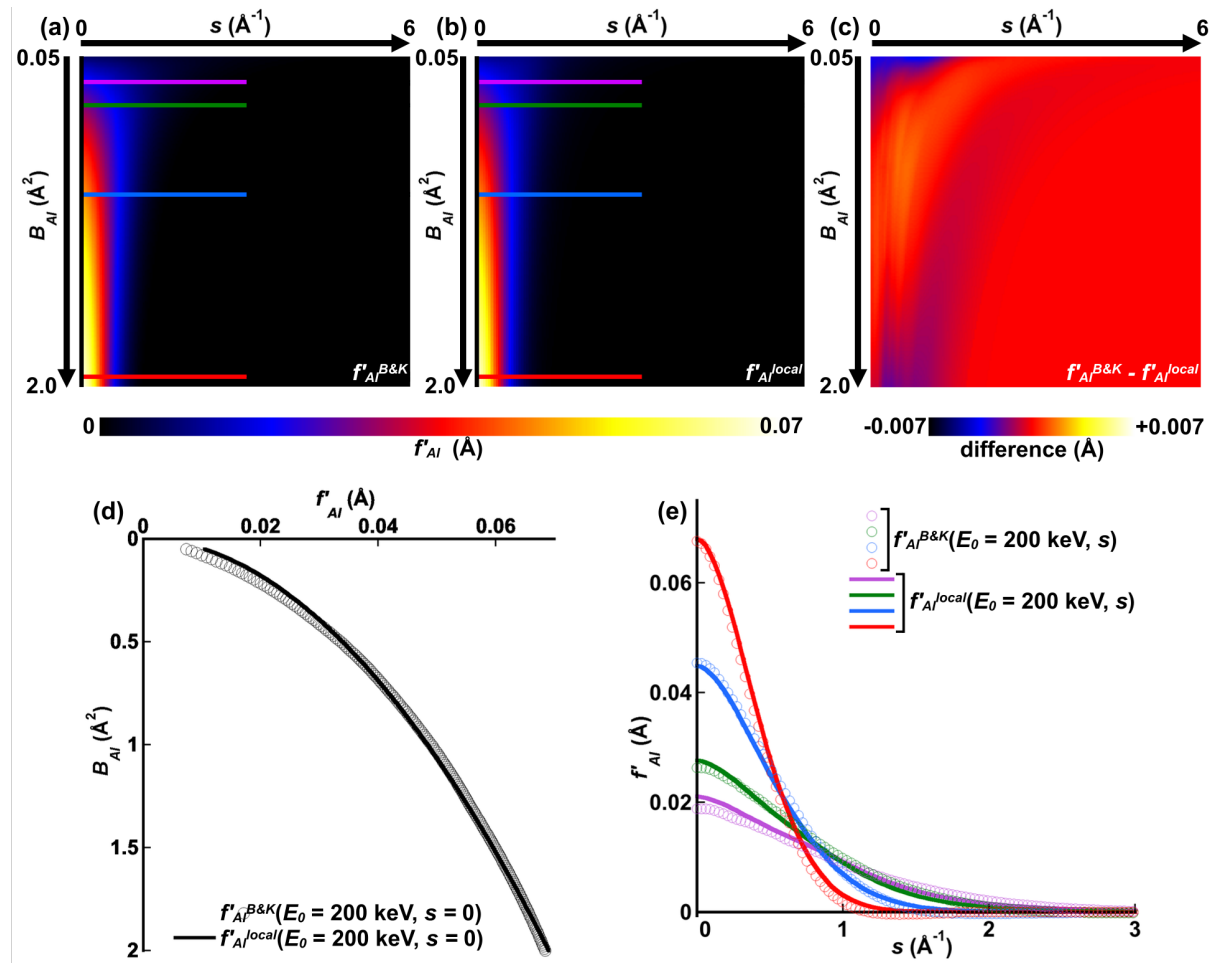 (a) 0 s (Å⁻¹) 6
(b) 0 s (Å⁻¹) 6
(c) 0 s (Å⁻¹) 6
0.05
B_Al (Å²)
2.0
f'_Al^B&K
0.05
B_Al (Å²)
2.0
f'_Al^local
0.05
B_Al (Å²)
2.0
f'_Al^B&K - f'_Al^local
0 0.07
f'_Al (Å)
-0.007 +0.007
difference (Å)
(d)
f'_Al (Å)
0 0.02 0.04 0.06
0
0.5
1
1.5
2
B_Al (Å²)
f'_Al^B&K(E₀ = 200 keV, s = 0)
f'_Al^local(E₀ = 200 keV, s = 0)
(e)
f'_Al^B&K(E₀ = 200 keV, s)
f'_Al^local(E₀ = 200 keV, s)
0.06
0.04
0.02
0
f'_Al (Å)
0 1 2 3
s (Å⁻¹)